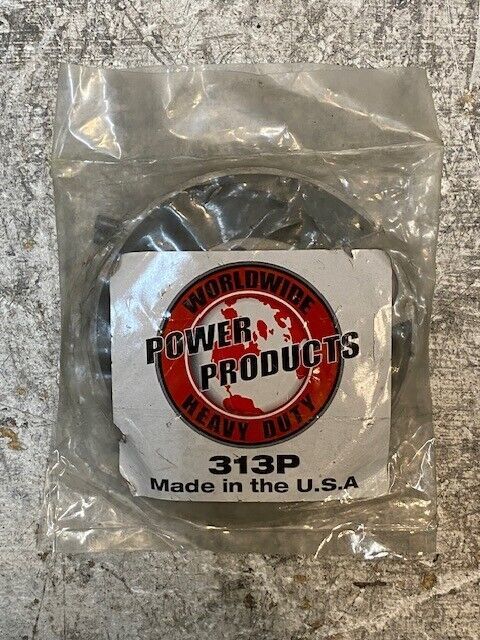 WORLDWIDE
POWER
PRODUCTS
HEAVY DUTY
313P
Made in the U.S.A